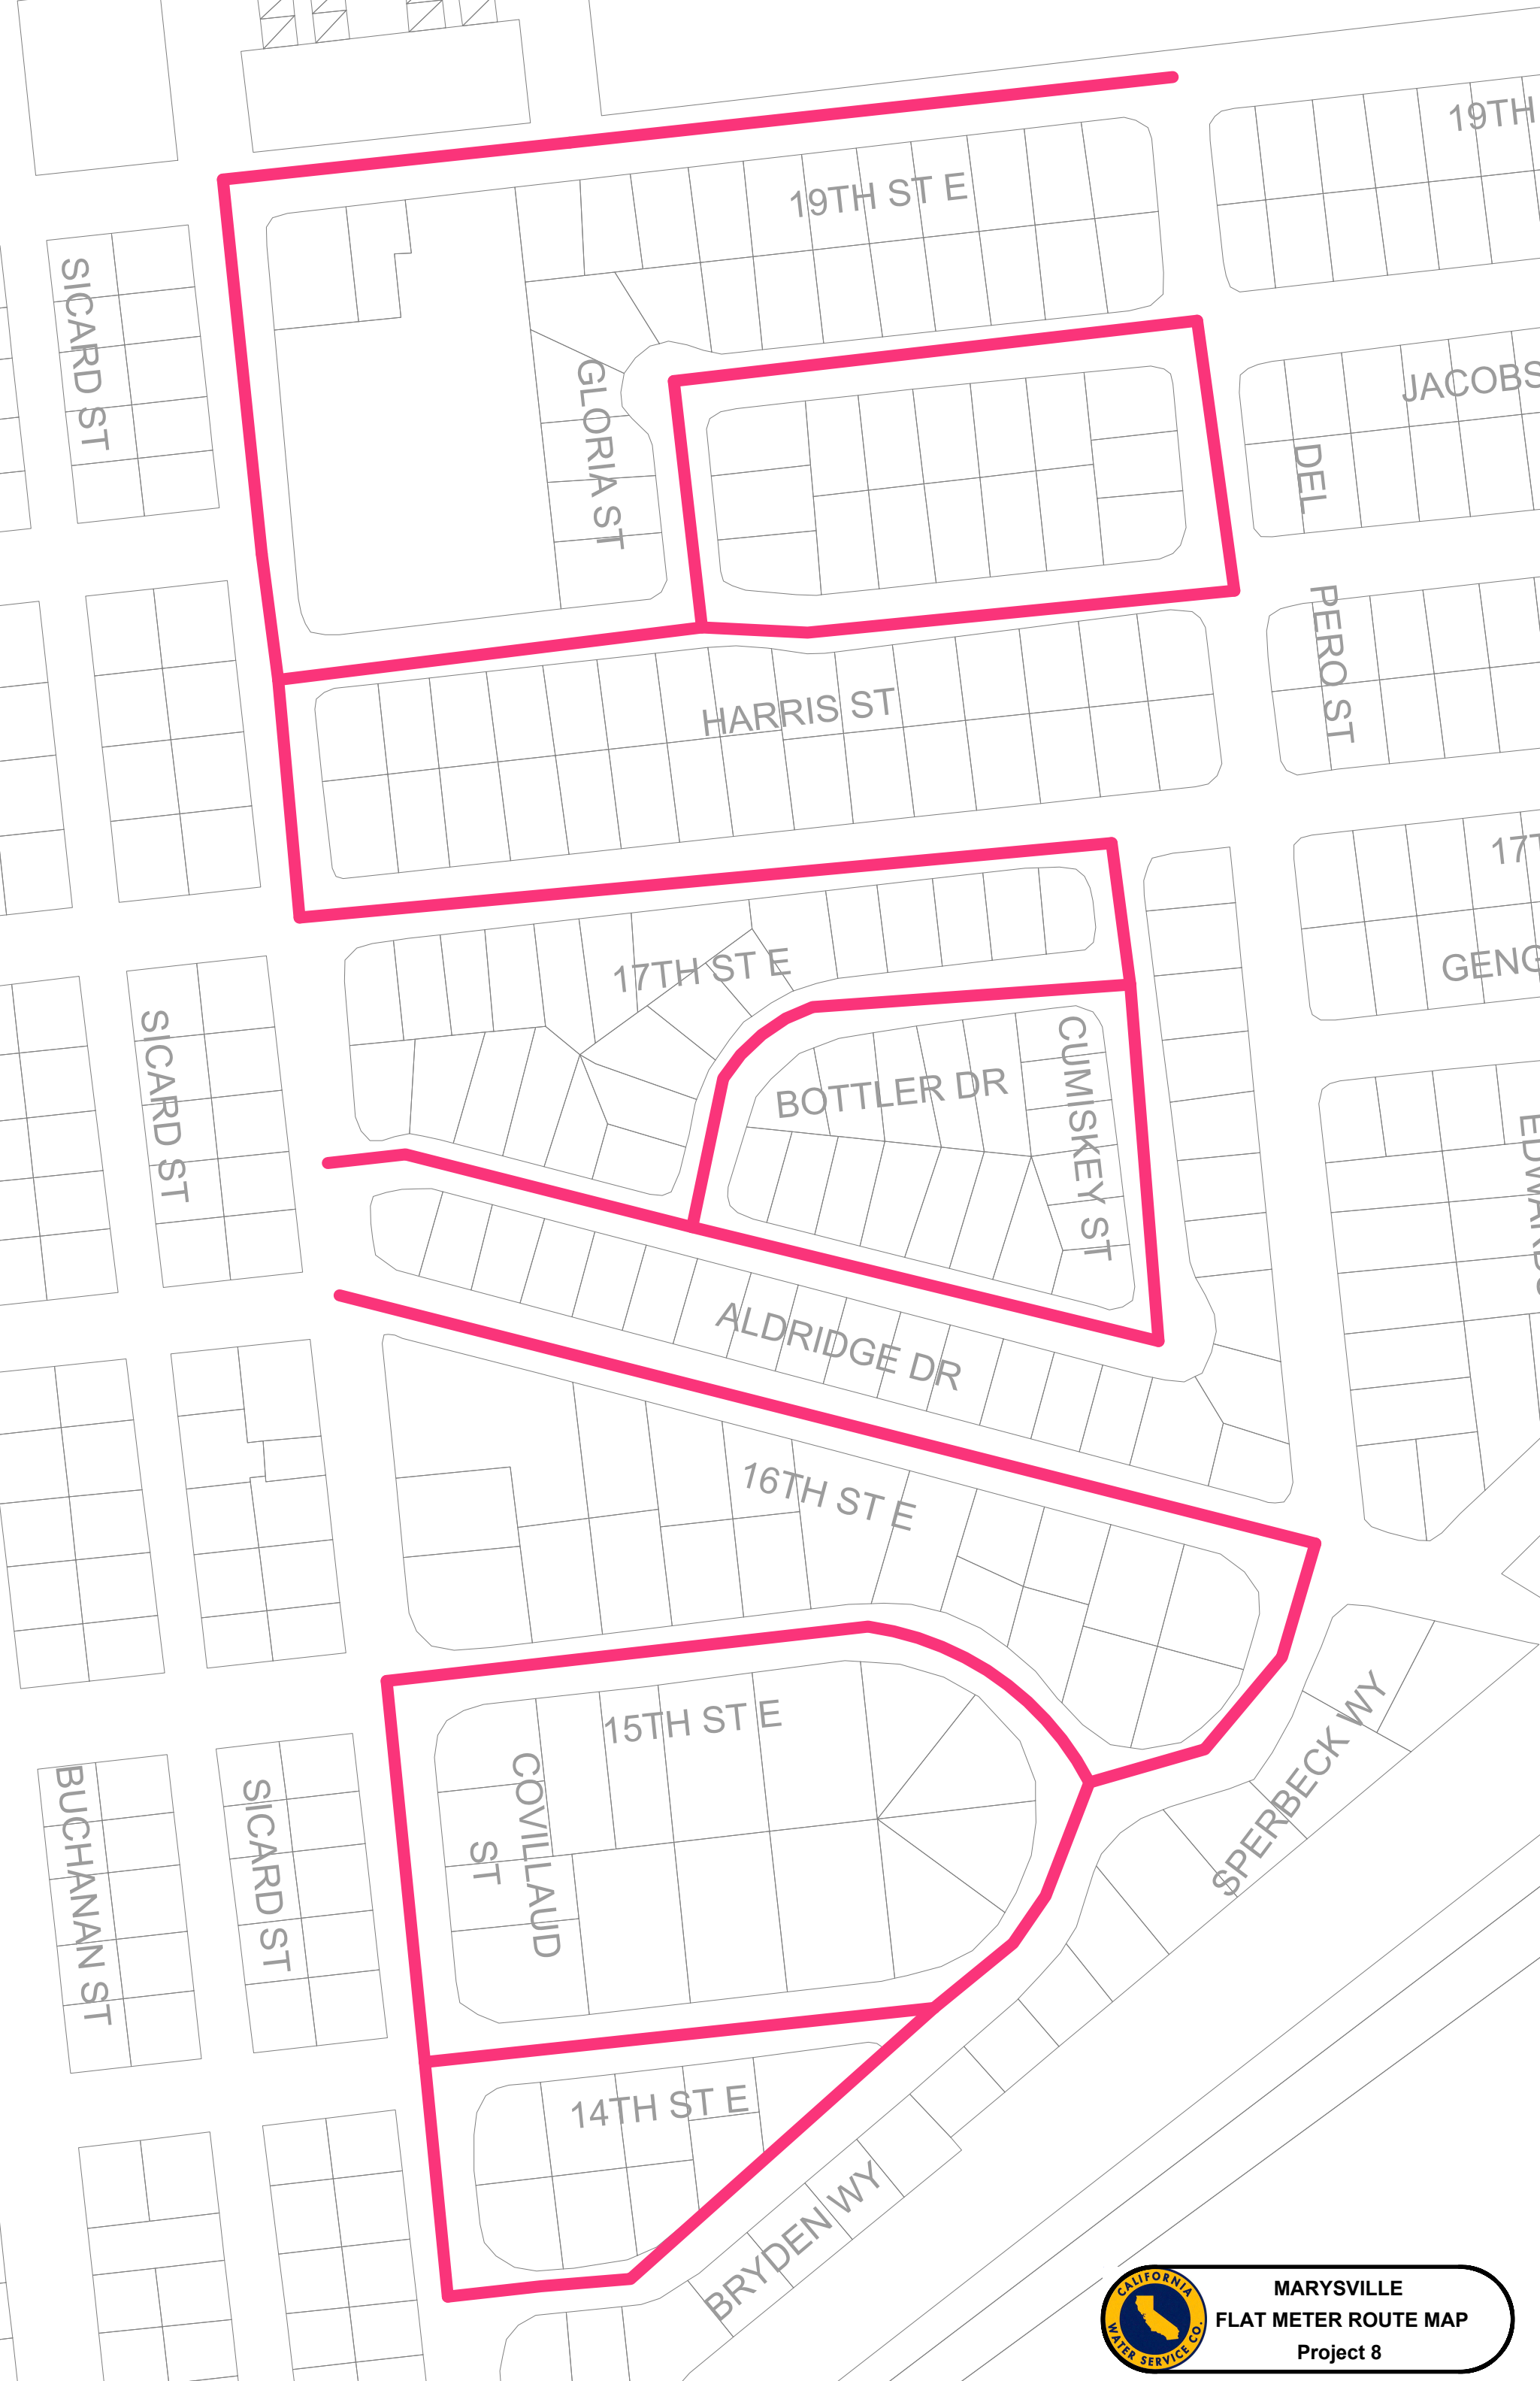 19TH
19TH ST E
SICARD ST
GLORIA ST
JACOBS
DEL
PERO ST
HARRIS ST
17T
17TH ST E
GENG
SICARD ST
CUMISKEY ST
BOTTLER DR
ALDRIDGE DR
16TH ST E
SPERBECK WY
15TH ST E
COVILLAUD
ST
BUCHANAN ST
SICARD ST
14TH ST E
BRYDEN WY
CALIFORNIA
WATER SERVICE CO.
MARYSVILLE
FLAT METER ROUTE MAP
Project 8